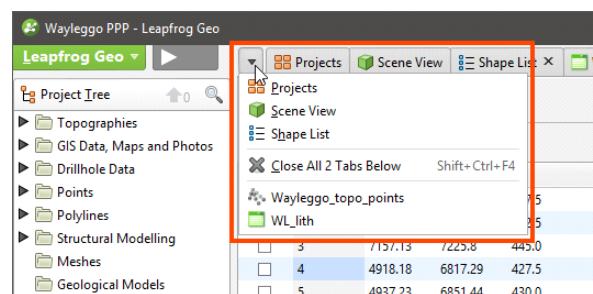 Wayleggo PPP - Leapfrog Geo
Leapfrog Geo
Projects Scene View Shape List
Project Tree 0
Topographies
GIS Data, Maps and Photos
Drillhole Data
Points
Polylines
Structural Modelling
Meshes
Geological Models
Projects
Scene View
Shape List
Close All 2 Tabs Below Shift+Ctrl+F4
Wayleggo_topo_points
WL_lith
3 7157.13 7225.8 445.0
4 4918.18 6817.29 427.5
5 4937.23 6851.44 430.0